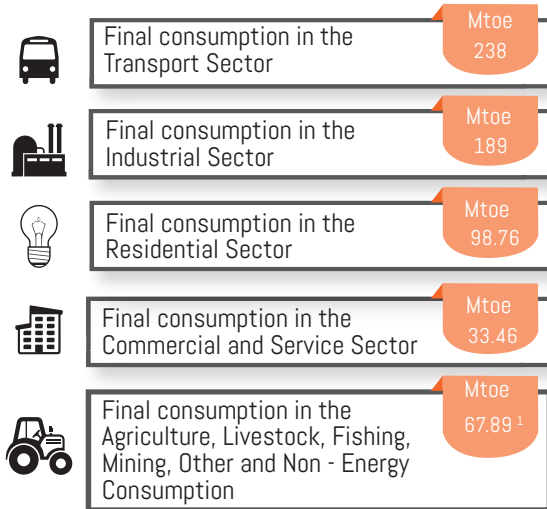 Final consumption in the
Transport Sector
Mtoe
238
Final consumption in the
Industrial Sector
Mtoe
189
Final consumption in the
Residential Sector
Mtoe
98.76
Final consumption in the
Commercial and Service Sector
Mtoe
33.46
Final consumption in the
Agriculture, Livestock, Fishing,
Mining, Other and Non - Energy
Consumption
Mtoe
67.89 ¹